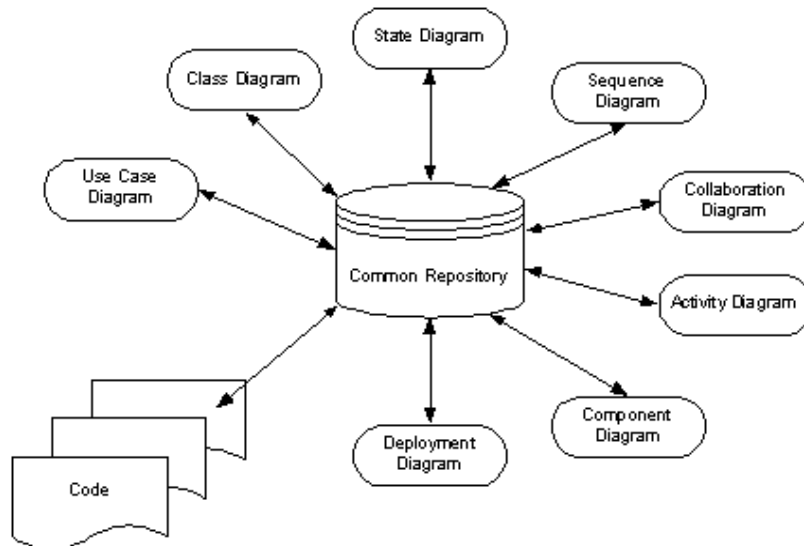 State Diagram
Class Diagram
Sequence
Diagram
Use Case
Diagram
Collaboration
Diagram
Common Repository
Activity Diagram
Component
Diagram
Deployment
Diagram
Code